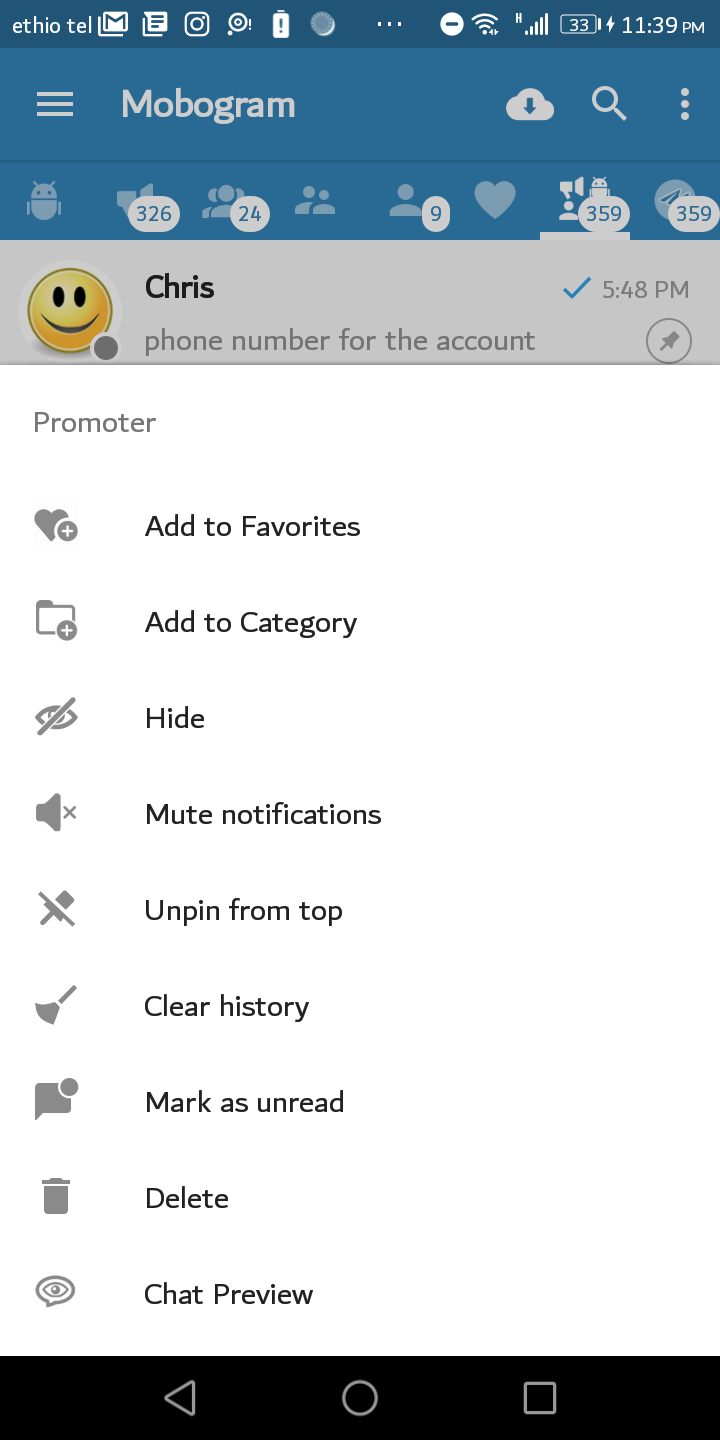 ethio tel 33 11:39 PM
Mobogram
326 24 9 359 359
Chris 5:48 PM
phone number for the account
Promoter
Add to Favorites
Add to Category
Hide
Mute notifications
Unpin from top
Clear history
Mark as unread
Delete
Chat Preview